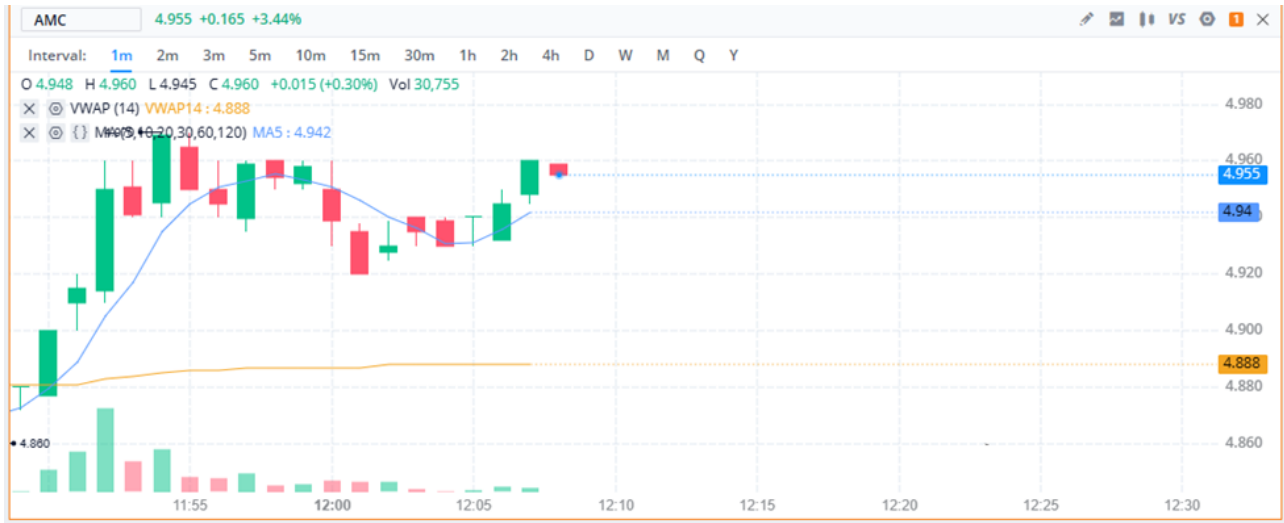 AMC 4.955 +0.165 +3.44% VS 1
Interval: 1m 2m 3m 5m 10m 15m 30m 1h 2h 4h D W M Q Y
O 4.948 H 4.960 L 4.945 C 4.960 +0.015 (+0.30%) Vol 30,755
VWAP (14) VWAP14 : 4.888
{} MA5 : 4.942
4.980
4.960
4.955
4.94
4.920
4.900
4.888
4.880
4.860
4.860
11:55 12:00 12:05 12:10 12:15 12:20 12:25 12:30